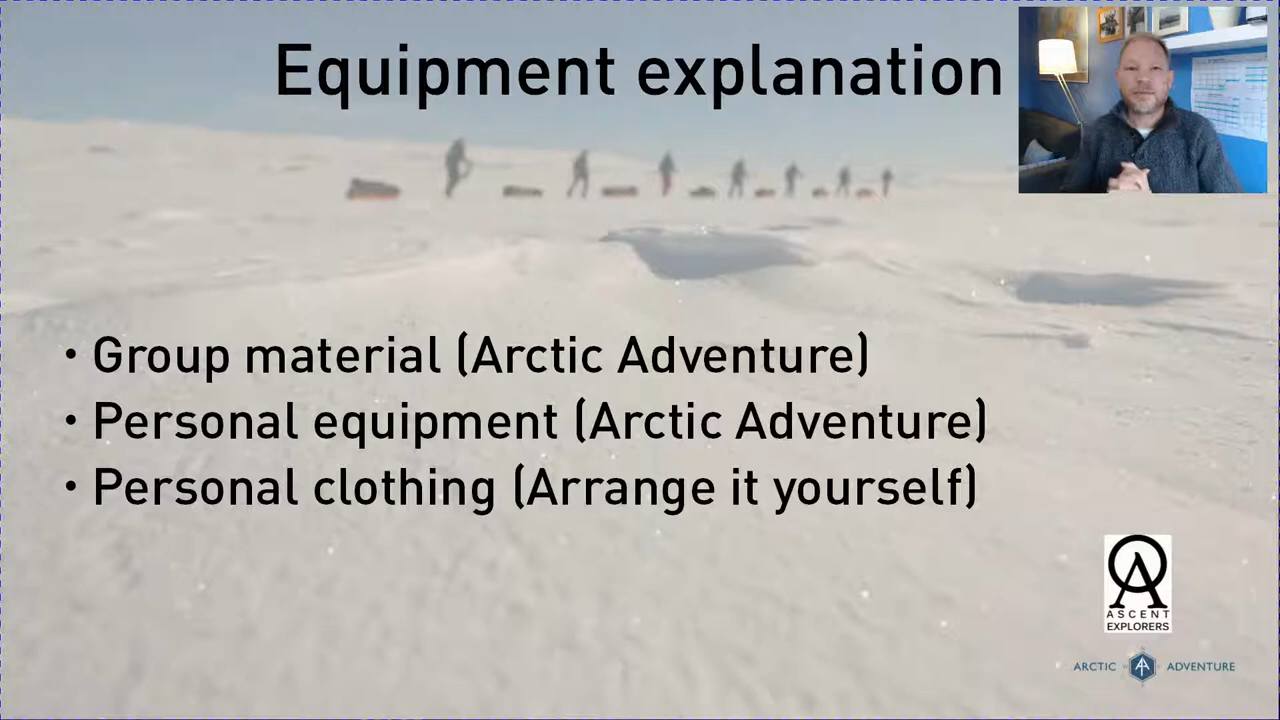 Equipment explanation
• Group material (Arctic Adventure)
• Personal equipment (Arctic Adventure)
• Personal clothing (Arrange it yourself)
ASCENT
EXPLORERS
ARCTIC ADVENTURE